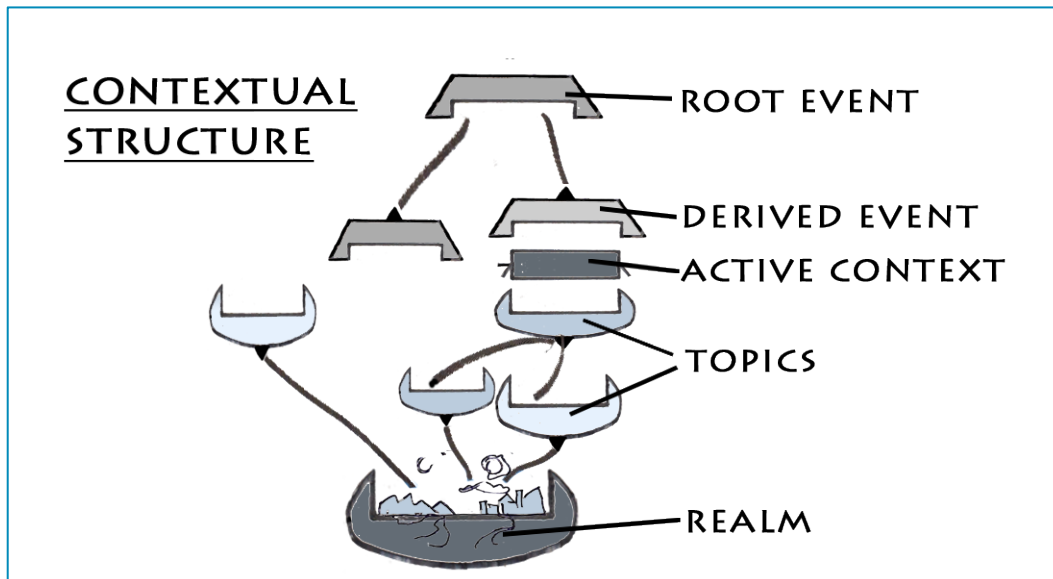 CONTEXTUAL
STRUCTURE
ROOT EVENT
DERIVED EVENT
ACTIVE CONTEXT
TOPICS
REALM